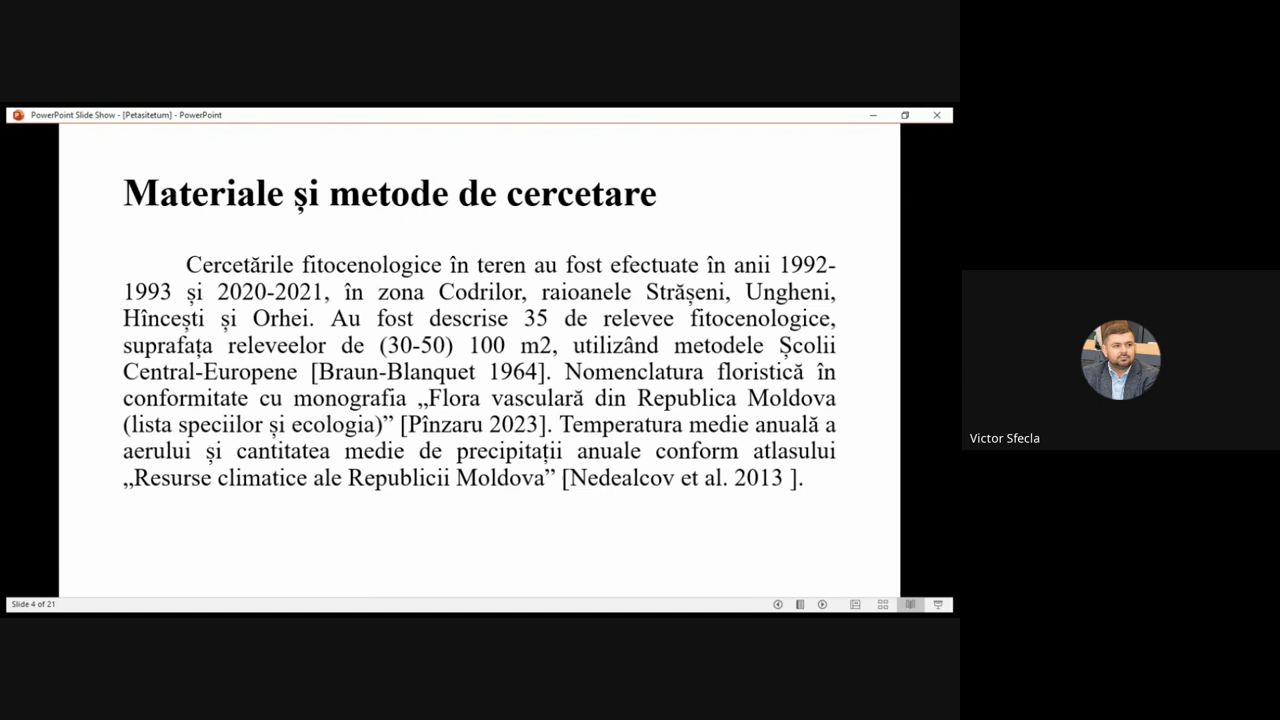 PowerPoint Slide Show - [Petasitetum] - PowerPoint
Materiale și metode de cercetare
Cercetările fitocenologice în teren au fost efectuate în anii 1992-
1993 și 2020-2021, în zona Codrilor, raioanele Strășeni, Ungheni,
Hîncești și Orhei. Au fost descrise 35 de relevee fitocenologice,
suprafața releveelor de (30-50) 100 m2, utilizând metodele Școlii
Central-Europene [Braun-Blanquet 1964]. Nomenclatura floristică în
conformitate cu monografia „Flora vasculară din Republica Moldova
(lista speciilor și ecologia)” [Pînzaru 2023]. Temperatura medie anuală a
aerului și cantitatea medie de precipitații anuale conform atlasului
„Resurse climatice ale Republicii Moldova” [Nedealcov et al. 2013 ].
Slide 4 of 21
Victor Sfecla